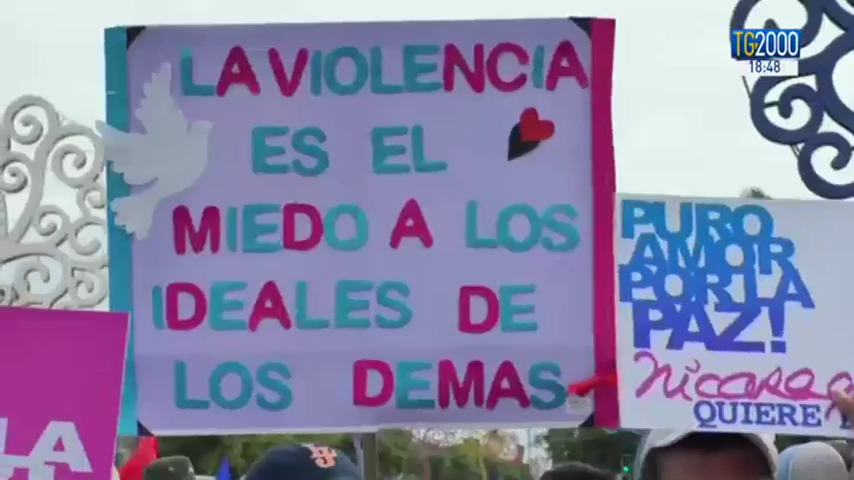 TG2000
18:48
LA VIOLENCIA
ES EL
MIEDO A LOS
IDEALES DE
LOS DEMAS
PURO
AMOR
POR LA
PAZ!
QUIERE
LA